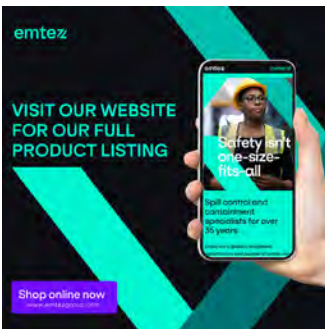 emtez
VISIT OUR WEBSITE
FOR OUR FULL
PRODUCT LISTING
emtez
Safety isn't
one-size-
fits-all
Spill control and
containment
specialists for over
35 years
Shop online now
www.emtezgroup.com